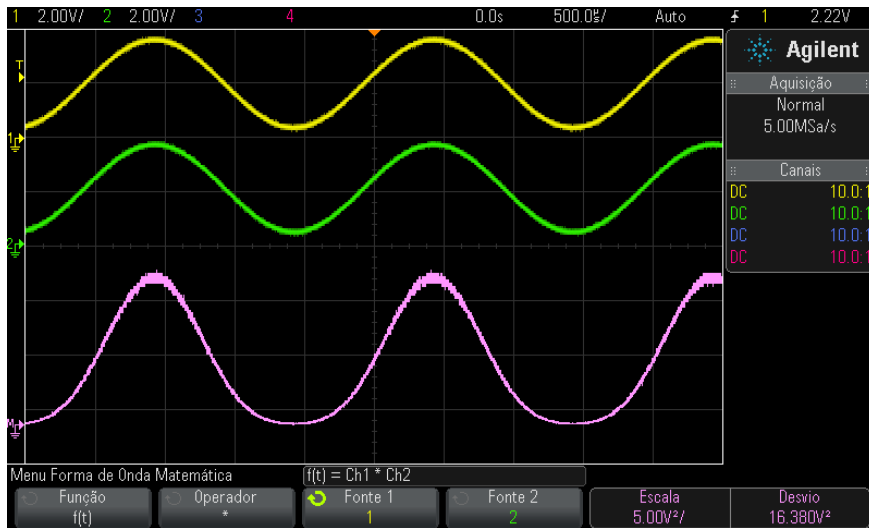 1 2.00V/ 2 2.00V/ 3 4 0.0s 500.0µ/ Auto 1 2.22V
Agilent
Aquisição
Normal
5.00MSa/s
Canais
DC 10.0:1
DC 10.0:1
DC 10.0:1
DC 10.0:1
T
1
2
M
Menu Forma de Onda Matemática f(t) = Ch1 * Ch2
Função Operador Fonte 1 Fonte 2 Escala Desvio
f(t) * 1 2 5.00V²/ 16.380V²